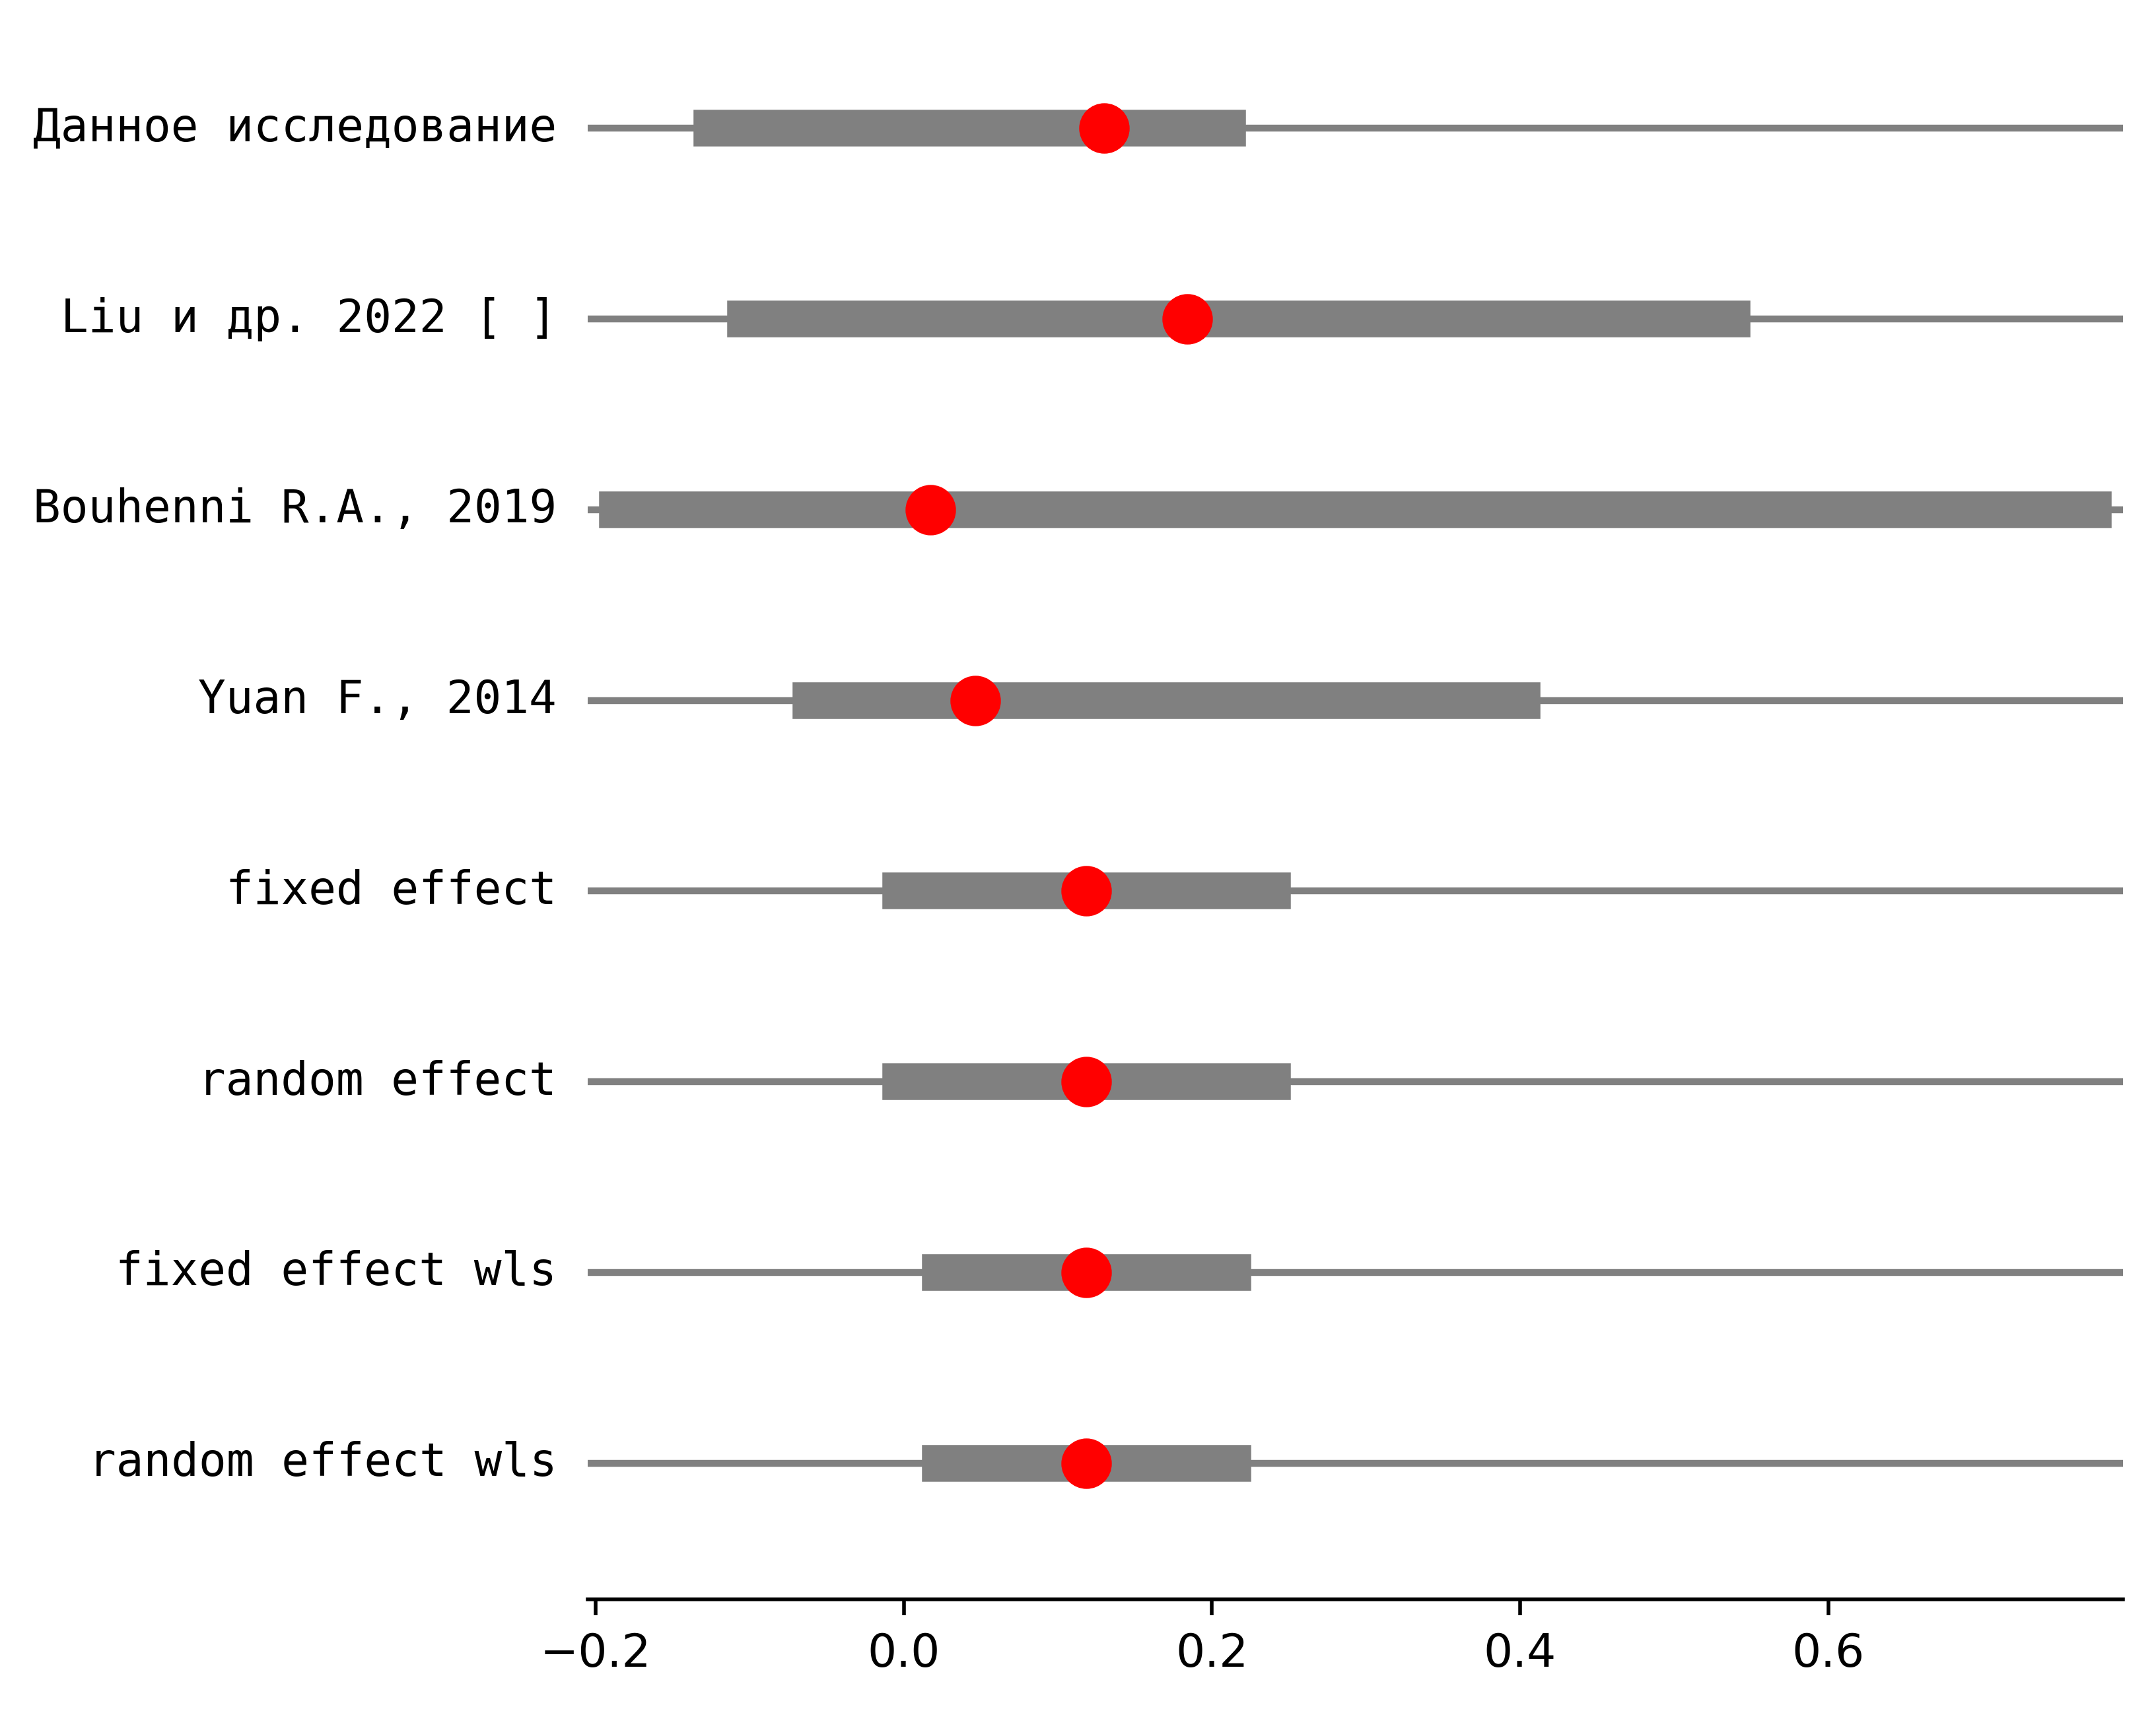 Данное исследование
Liu и др. 2022 [ ]
Bouhenni R.A., 2019
Yuan F., 2014
fixed effect
random effect
fixed effect wls
random effect wls
−0.2 0.0 0.2 0.4 0.6